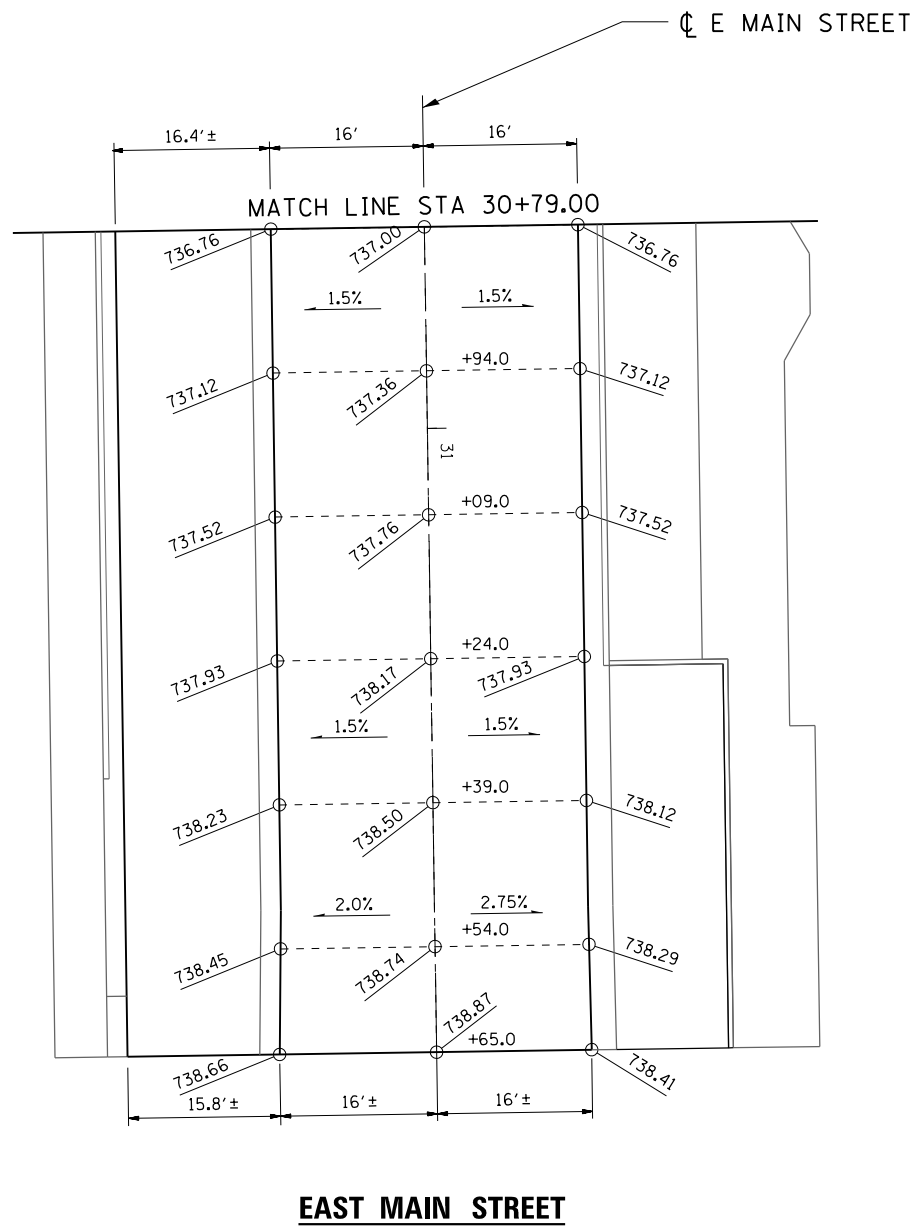 ℄ E MAIN STREET
16.4'± 16' 16'
MATCH LINE STA 30+79.00
736.76 737.00 736.76
1.5% 1.5%
+94.0
737.12 737.36 737.12
31
+09.0
737.52 737.76 737.52
+24.0
737.93 738.17 737.93
1.5% 1.5%
+39.0
738.23 738.50 738.12
2.0% 2.75%
+54.0
738.45 738.74 738.29
738.87
+65.0
738.66 738.41
15.8'± 16'± 16'±
EAST MAIN STREET